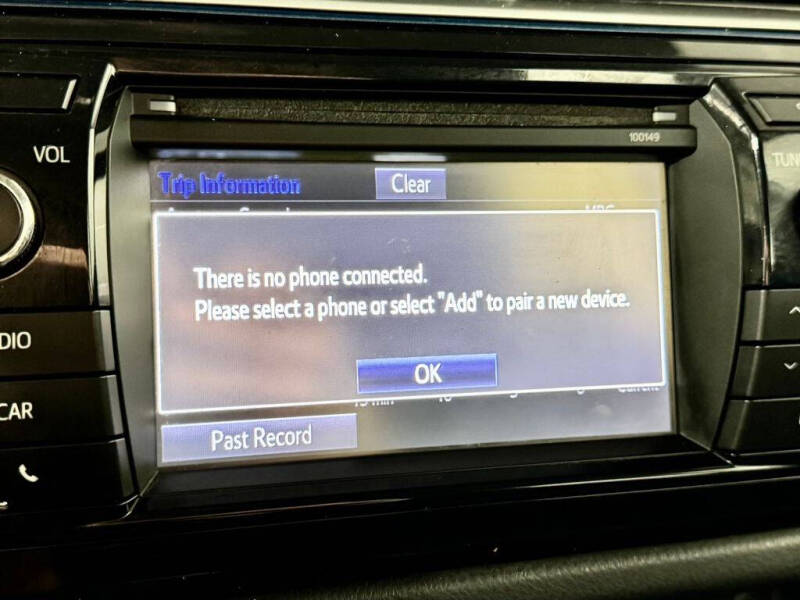 100149
VOL
TUN
Trip Information
Clear
There is no phone connected.
Please select a phone or select "Add" to pair a new device.
OK
DIO
CAR
Past Record